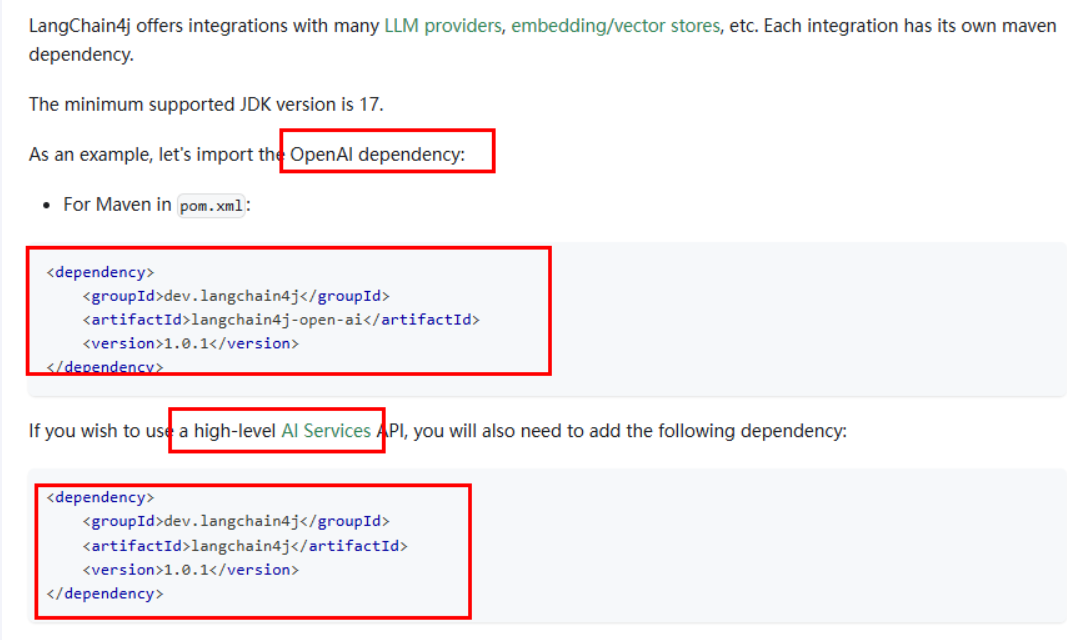 LangChain4j offers integrations with many LLM providers, embedding/vector stores, etc. Each integration has its own maven
dependency.
The minimum supported JDK version is 17.
As an example, let's import the OpenAI dependency:
• For Maven in pom.xml:
<dependency>
    <groupId>dev.langchain4j</groupId>
    <artifactId>langchain4j-open-ai</artifactId>
    <version>1.0.1</version>
</dependency>
If you wish to use a high-level AI Services API, you will also need to add the following dependency:
<dependency>
    <groupId>dev.langchain4j</groupId>
    <artifactId>langchain4j</artifactId>
    <version>1.0.1</version>
</dependency>